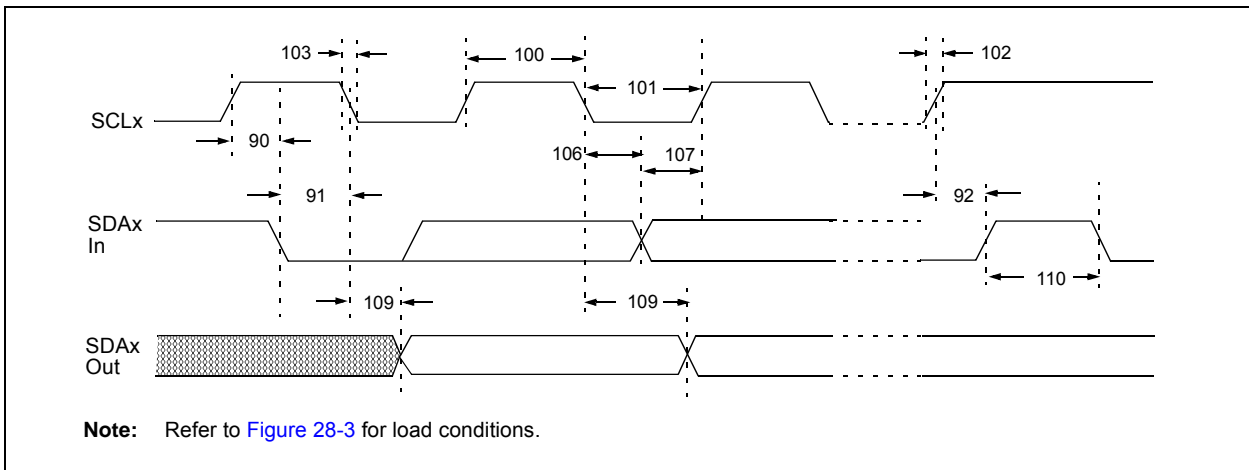 103
100
102
101
SCLx
90
106
107
91
92
SDAx
In
110
109
109
SDAx
Out
Note: Refer to Figure 28-3 for load conditions.